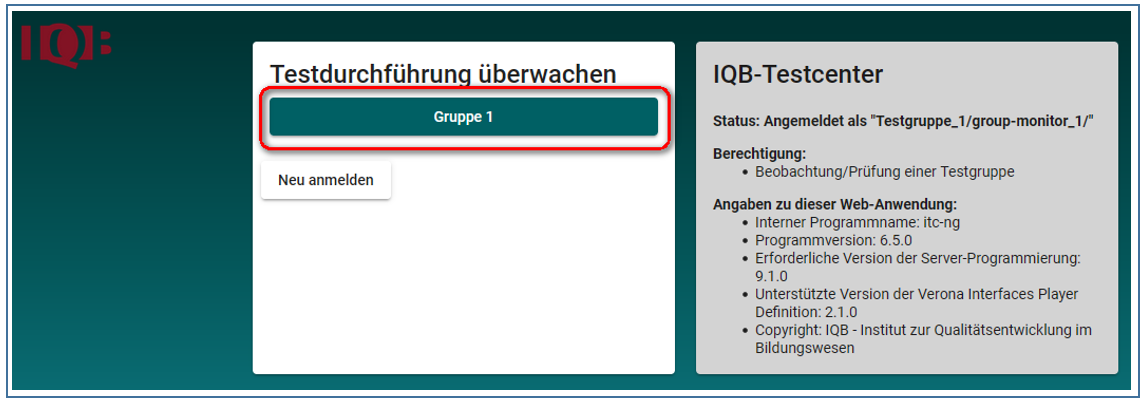 IQB
Testdurchführung überwachen
Gruppe 1
Neu anmelden
IQB-Testcenter
Status: Angemeldet als "Testgruppe_1/group-monitor_1/"
Berechtigung:
• Beobachtung/Prüfung einer Testgruppe
Angaben zu dieser Web-Anwendung:
• Interner Programmname: itc-ng
• Programmversion: 6.5.0
• Erforderliche Version der Server-Programmierung:
9.1.0
• Unterstützte Version der Verona Interfaces Player
Definition: 2.1.0
• Copyright: IQB - Institut zur Qualitätsentwicklung im
Bildungswesen